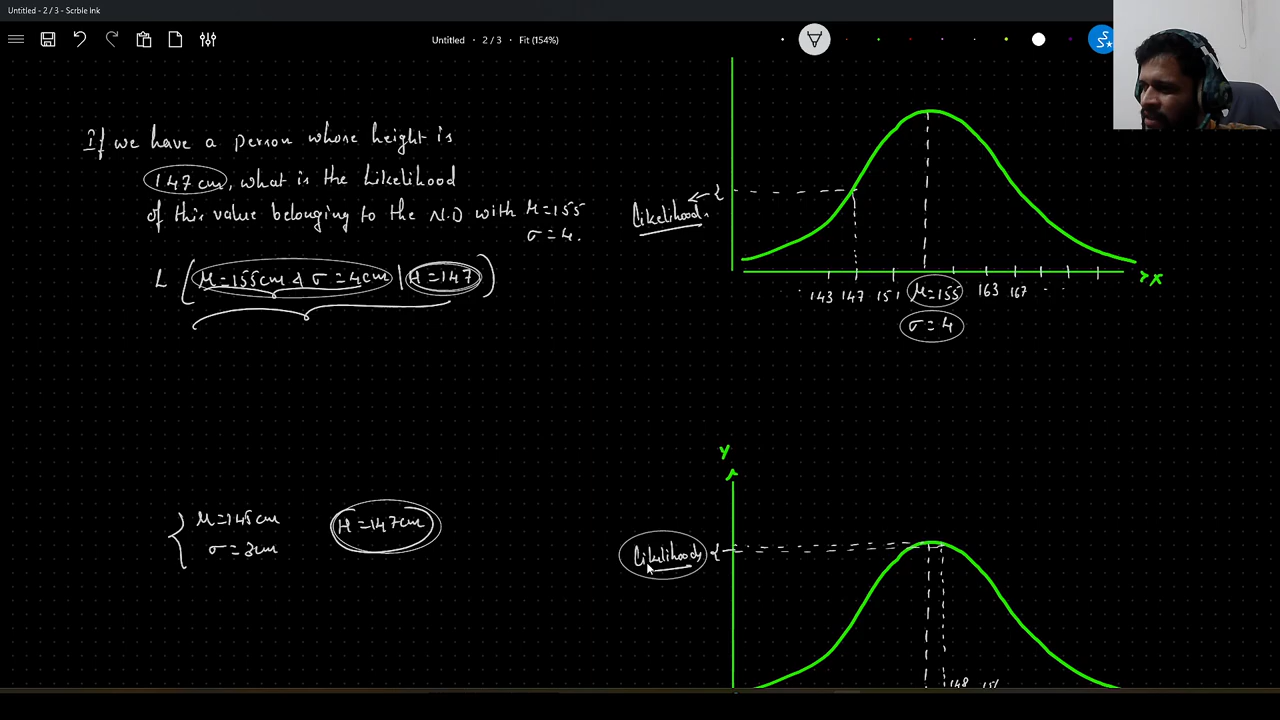 Untitled - 2 / 3 - Scrble Ink
Untitled • 2 / 3 • Fit (154%)
If we have a person whose height is
147 cm, what is the Likelihood
of this value belonging to the N.D with μ=155
σ=4.
L (μ=155cm & σ=4cm | H=147)
Likelihood.
143 147 151 μ=155 163 167 . .
σ=4
>x
μ=145cm
σ=3cm
H=147cm
y
Likelihood
148 151